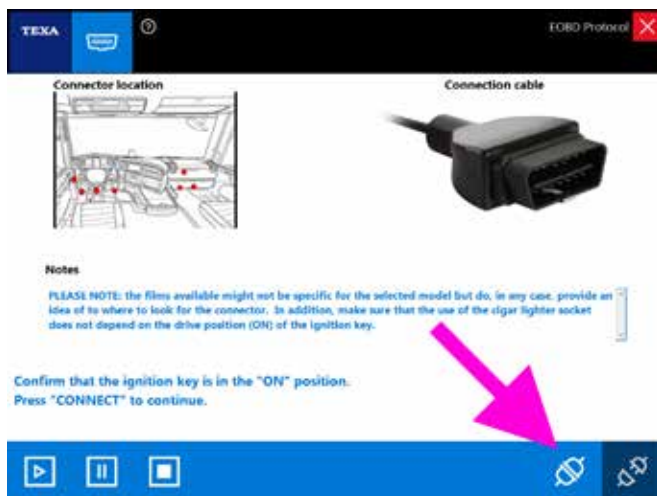 TEXA
EOBD Protocol
Connector location
Connection cable
Notes
PLEASE NOTE: the films available might not be specific for the selected model but do, in any case, provide an
idea of to where to look for the connector. In addition, make sure that the use of the cigar lighter socket
does not depend on the drive position (ON) of the ignition key.
Confirm that the ignition key is in the "ON" position.
Press "CONNECT" to continue.